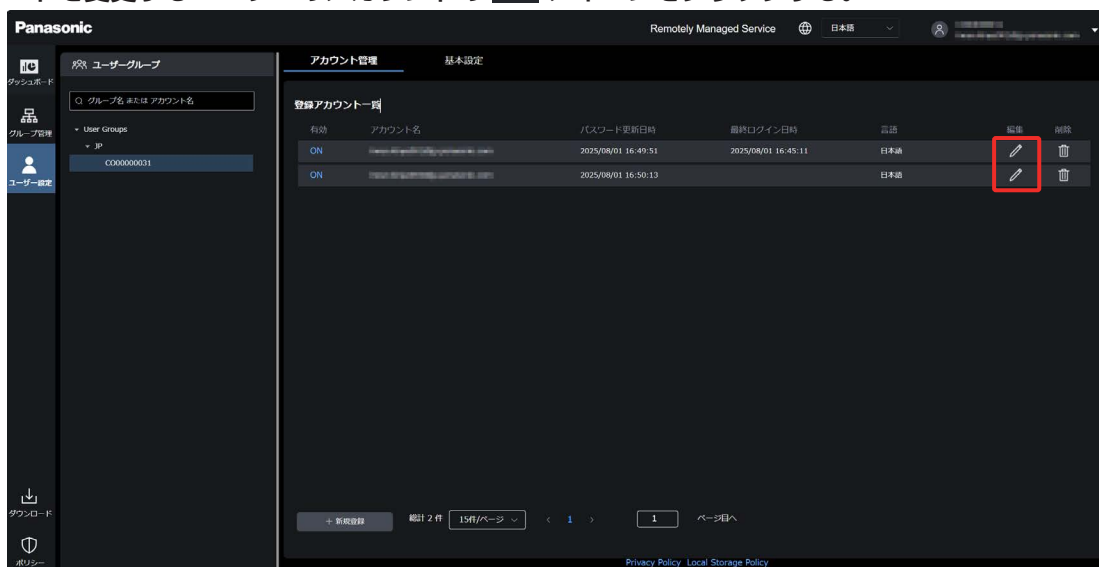 Panasonic
Remotely Managed Service 日本語
ダッシュボード
グループ管理
ユーザー設定
ダウンロード
ポリシー
ユーザーグループ
グループ名 または アカウント名
User Groups
JP
CO00000031
アカウント管理 基本設定
登録アカウント一覧
有効 アカウント名 パスワード更新日時 最終ログイン日時 言語 編集 削除
ON 2025/08/01 16:49:51 2025/08/01 16:45:11 日本語
ON 2025/08/01 16:50:13 日本語
+ 新規登録 総計 2 件 15件/ページ < 1 > 1 ページ目へ
Privacy Policy Local Storage Policy